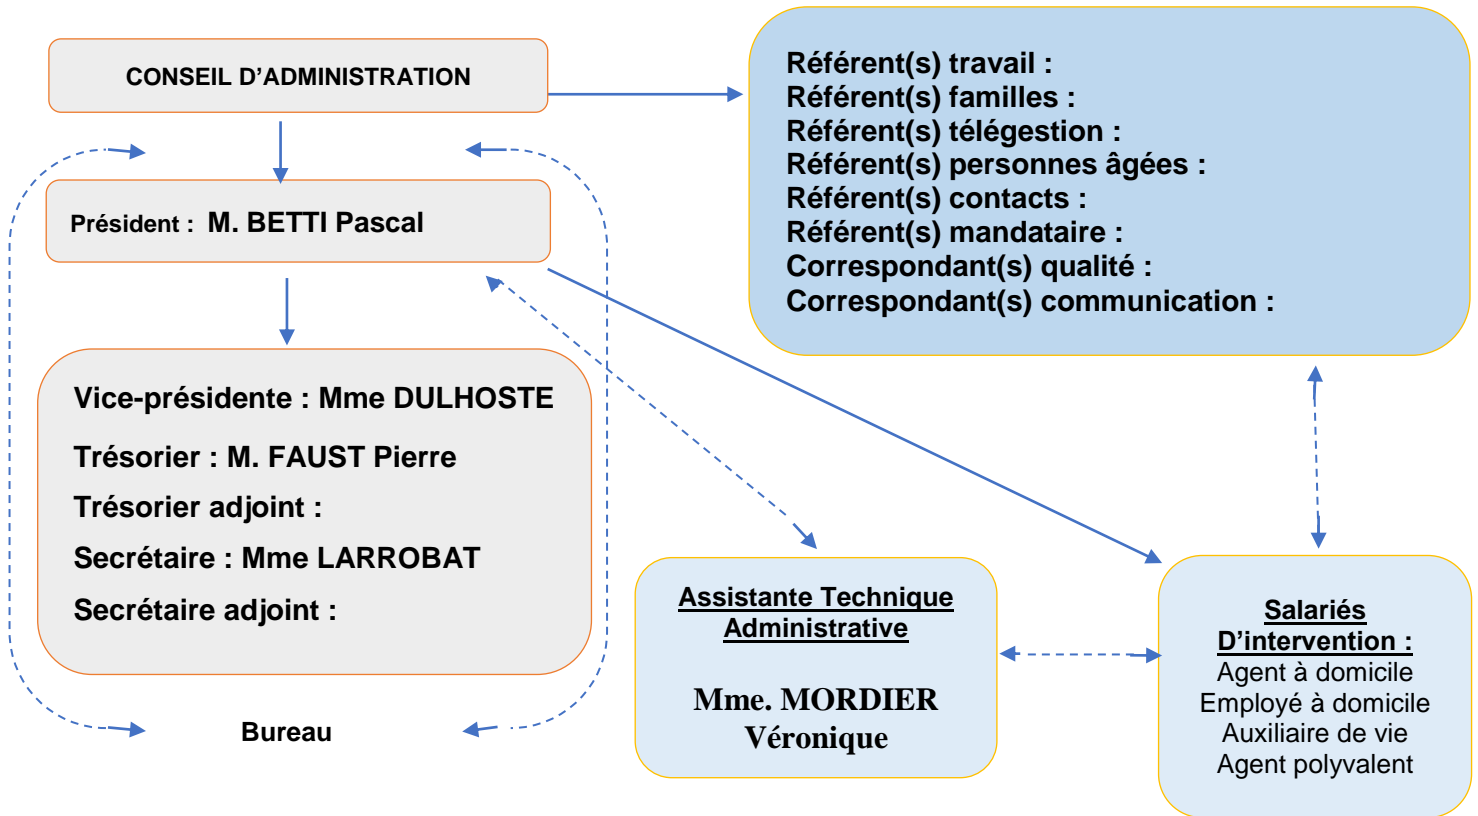 CONSEIL D’ADMINISTRATION
Président : M. BETTI Pascal
Vice-présidente : Mme DULHOSTE
Trésorier : M. FAUST Pierre
Trésorier adjoint :
Secrétaire : Mme LARROBAT
Secrétaire adjoint :
Bureau
Référent(s) travail :
Référent(s) familles :
Référent(s) télégestion :
Référent(s) personnes âgées :
Référent(s) contacts :
Référent(s) mandataire :
Correspondant(s) qualité :
Correspondant(s) communication :
Assistante Technique
Administrative
Mme. MORDIER
Véronique
Salariés
D’intervention :
Agent à domicile
Employé à domicile
Auxiliaire de vie
Agent polyvalent